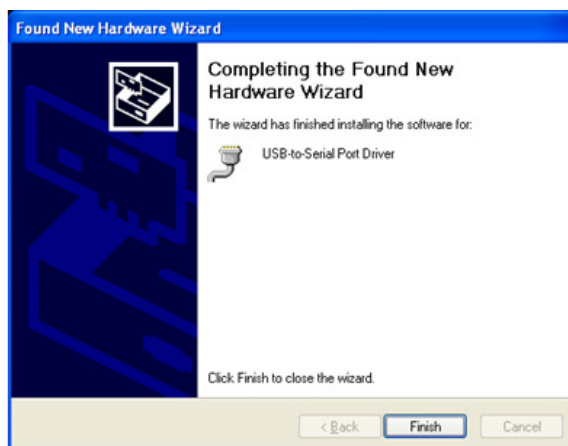 Found New Hardware Wizard
Completing the Found New
Hardware Wizard
The wizard has finished installing the software for:
USB-to-Serial Port Driver
Click Finish to close the wizard.
< Back
Finish
Cancel